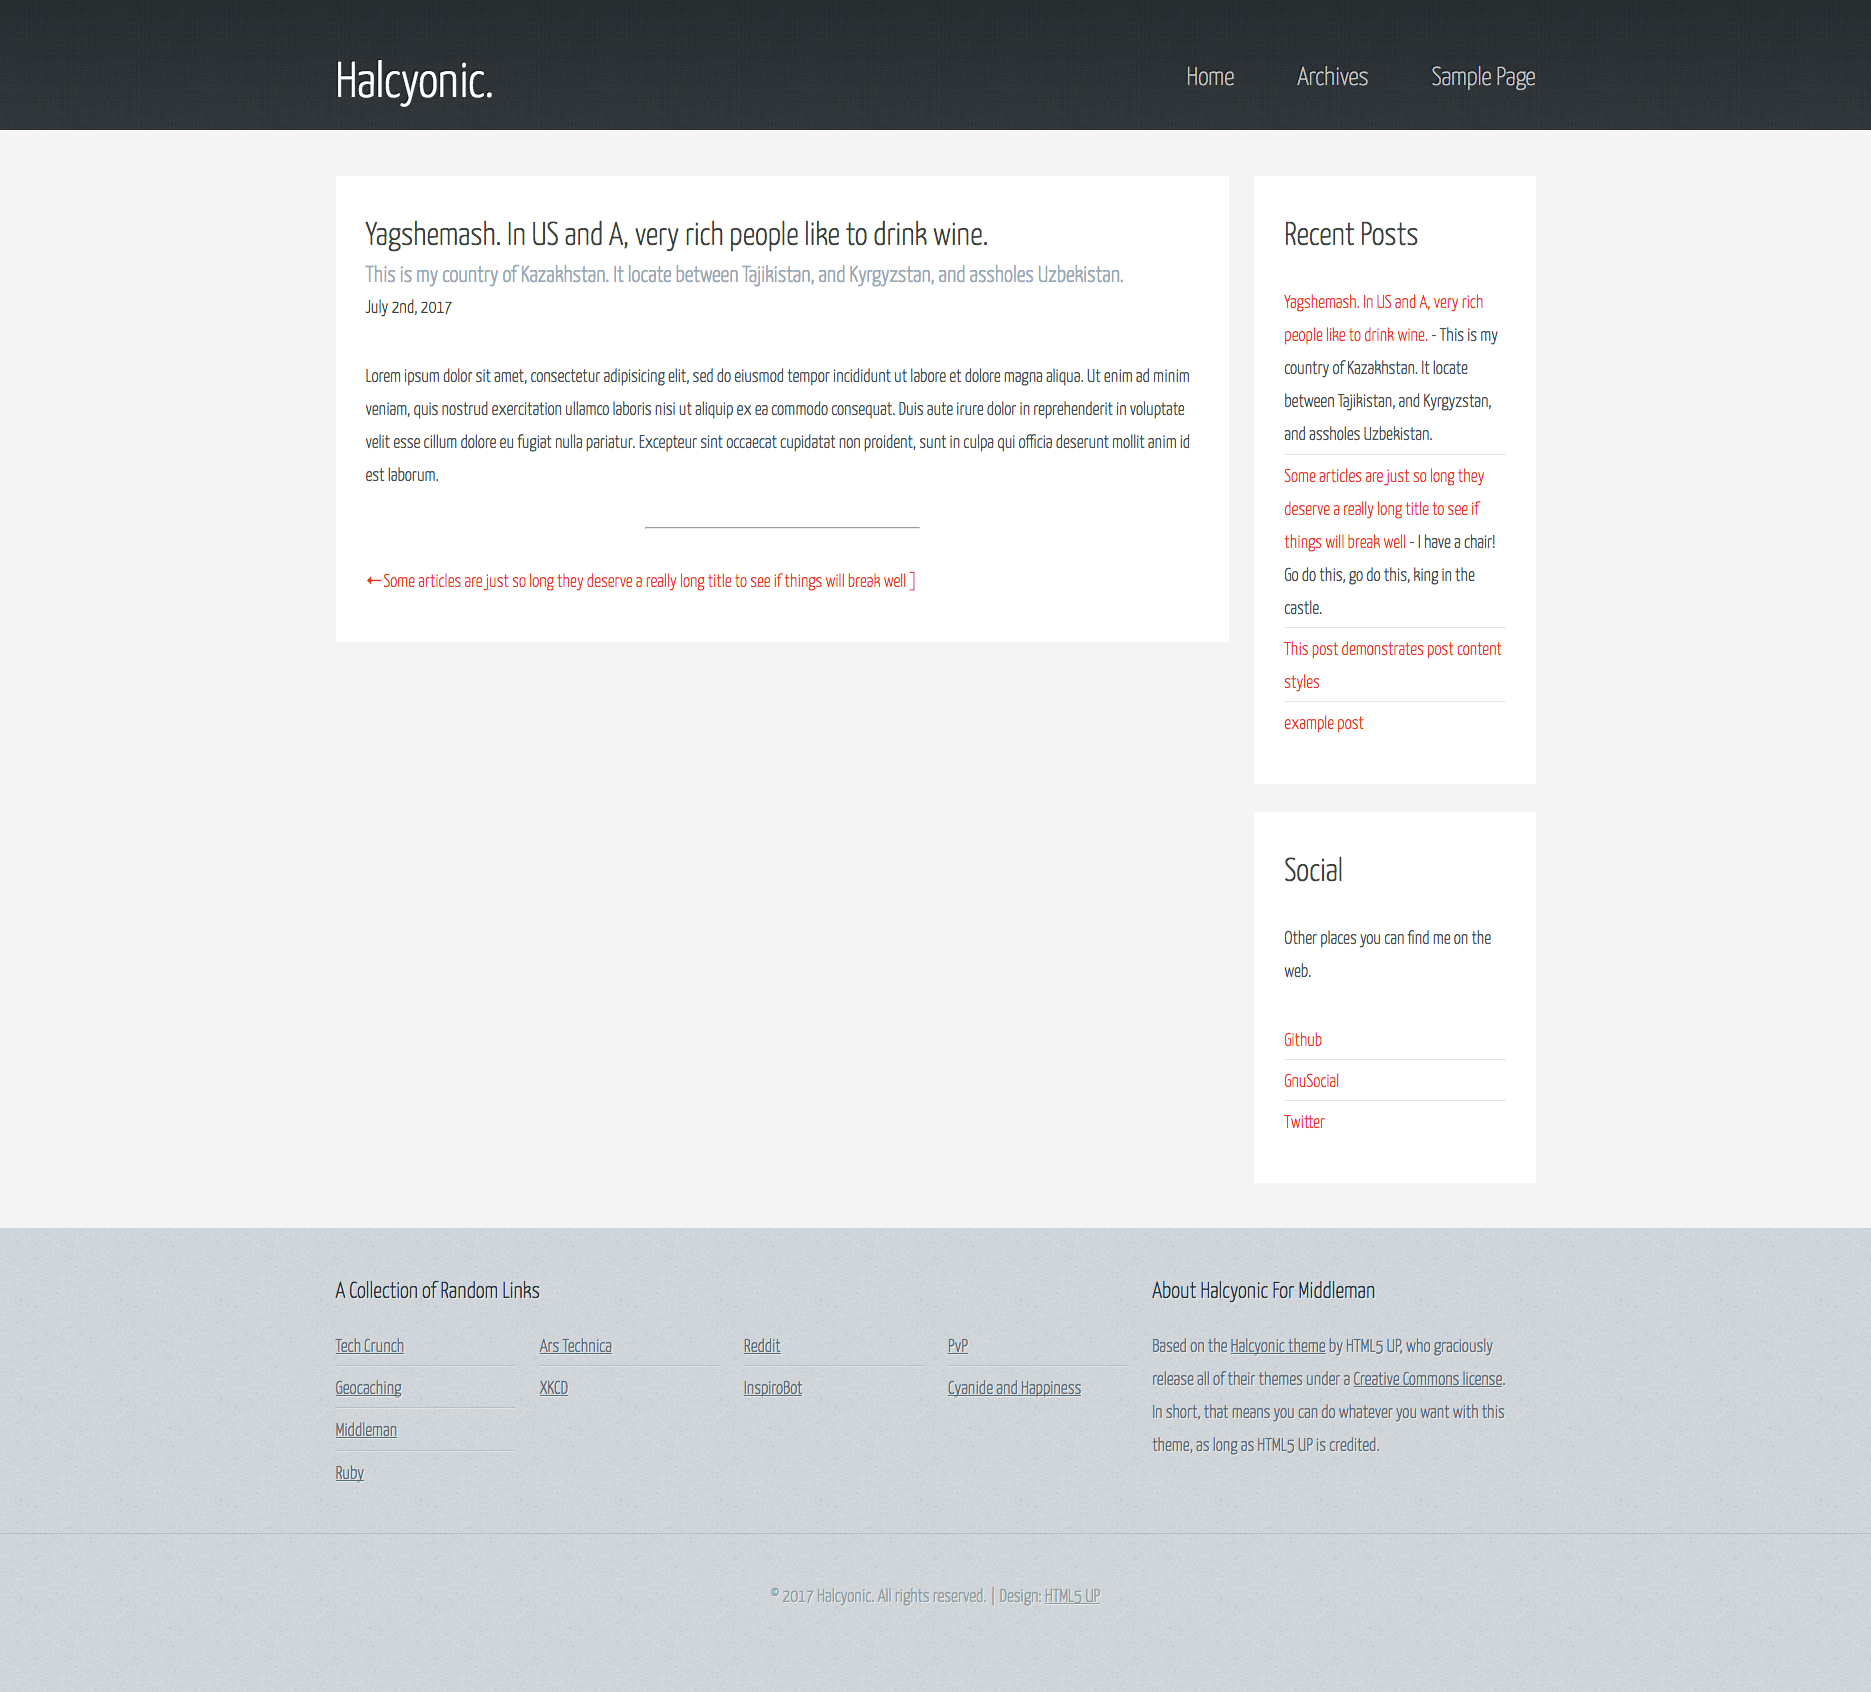 Halcyonic.
Home
Archives
Sample Page
Yagshemash. In US and A, very rich people like to drink wine.
This is my country of Kazakhstan. It locate between Tajikistan, and Kyrgyzstan, and assholes Uzbekistan.
July 2nd, 2017
Lorem ipsum dolor sit amet, consectetur adipisicing elit, sed do eiusmod tempor incididunt ut labore et dolore magna aliqua. Ut enim ad minim
veniam, quis nostrud exercitation ullamco laboris nisi ut aliquip ex ea commodo consequat. Duis aute irure dolor in reprehenderit in voluptate
velit esse cillum dolore eu fugiat nulla pariatur. Excepteur sint occaecat cupidatat non proident, sunt in culpa qui officia deserunt mollit anim id
est laborum.
←Some articles are just so long they deserve a really long title to see if things will break well ]
Recent Posts
Yagshemash. In US and A, very rich
people like to drink wine. - This is my
country of Kazakhstan. It locate
between Tajikistan, and Kyrgyzstan,
and assholes Uzbekistan.
Some articles are just so long they
deserve a really long title to see if
things will break well - I have a chair!
Go do this, go do this, king in the
castle.
This post demonstrates post content
styles
example post
Social
Other places you can find me on the
web.
Github
GnuSocial
Twitter
A Collection of Random Links
Tech Crunch
Geocaching
Middleman
Ruby
Ars Technica
XKCD
Reddit
InspiroBot
PvP
Cyanide and Happiness
About Halcyonic For Middleman
Based on the Halcyonic theme by HTML5 UP, who graciously
release all of their themes under a Creative Commons license.
In short, that means you can do whatever you want with this
theme, as long as HTML5 UP is credited.
© 2017 Halcyonic. All rights reserved. | Design: HTML5 UP